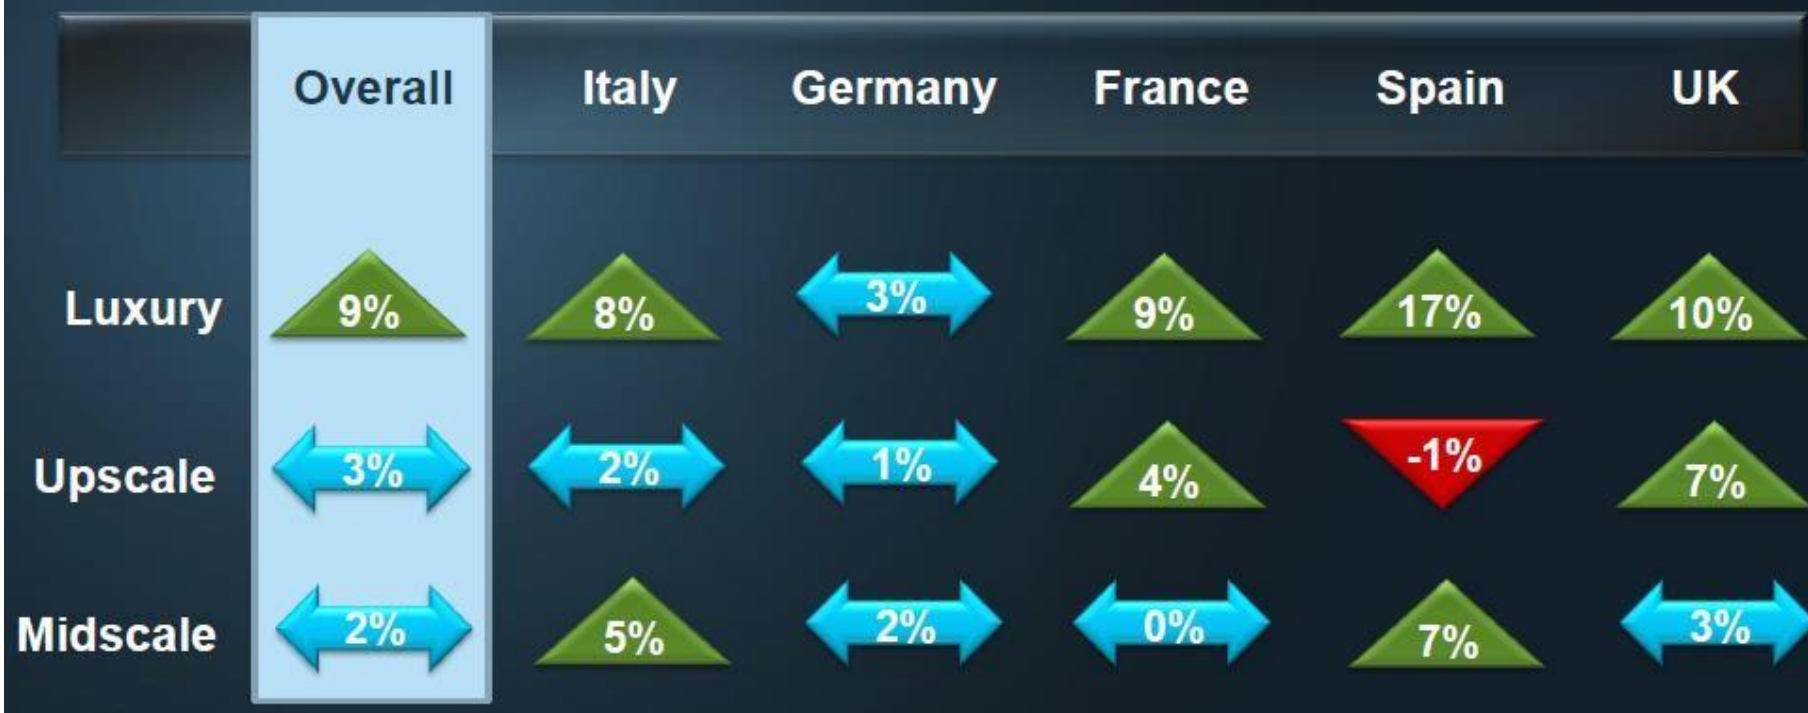 Overall Italy Germany France Spain UK
Luxury 9% 8% 3% 9% 17% 10%
Upscale 3% 2% 1% 4% -1% 7%
Midscale 2% 5% 2% 0% 7% 3%